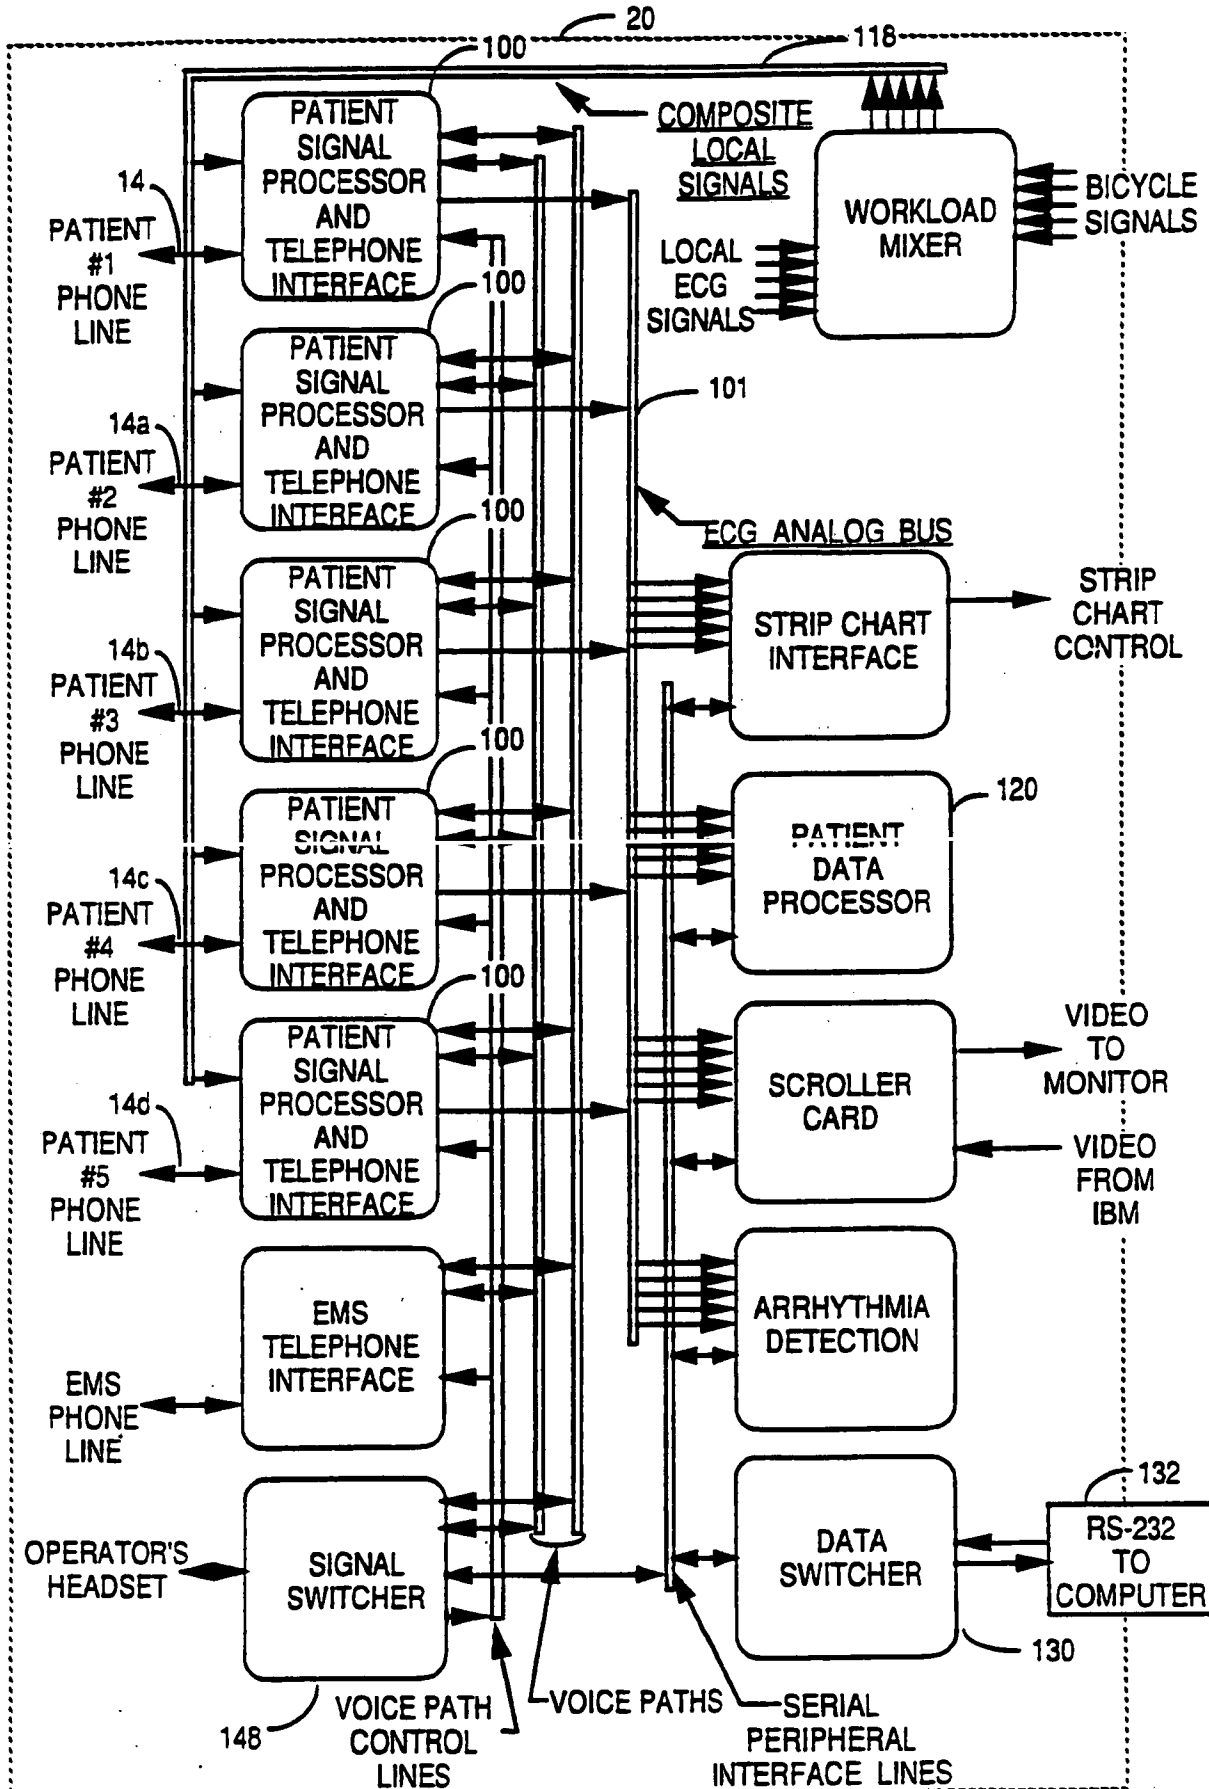 20
100
118
PATIENT
SIGNAL
PROCESSOR
AND
TELEPHONE
INTERFACE
COMPOSITE
LOCAL
SIGNALS
WORKLOAD
MIXER
BICYCLE
SIGNALS
LOCAL
ECG
SIGNALS
14
PATIENT
#1
PHONE
LINE
100
PATIENT
SIGNAL
PROCESSOR
AND
TELEPHONE
INTERFACE
101
14a
PATIENT
#2
PHONE
LINE
ECG ANALOG BUS
100
PATIENT
SIGNAL
PROCESSOR
AND
TELEPHONE
INTERFACE
STRIP CHART
INTERFACE
STRIP
CHART
CONTROL
14b
PATIENT
#3
PHONE
LINE
100
PATIENT
SIGNAL
PROCESSOR
AND
TELEPHONE
INTERFACE
120
PATIENT
DATA
PROCESSOR
14c
PATIENT
#4
PHONE
LINE
100
PATIENT
SIGNAL
PROCESSOR
AND
TELEPHONE
INTERFACE
SCROLLER
CARD
VIDEO
TO
MONITOR
VIDEO
FROM
IBM
14d
PATIENT
#5
PHONE
LINE
EMS
TELEPHONE
INTERFACE
ARRHYTHMIA
DETECTION
EMS
PHONE
LINE
OPERATOR'S
HEADSET
SIGNAL
SWITCHER
DATA
SWITCHER
132
RS-232
TO
COMPUTER
130
148
VOICE PATH
CONTROL
LINES
VOICE PATHS
SERIAL
PERIPHERAL
INTERFACE LINES